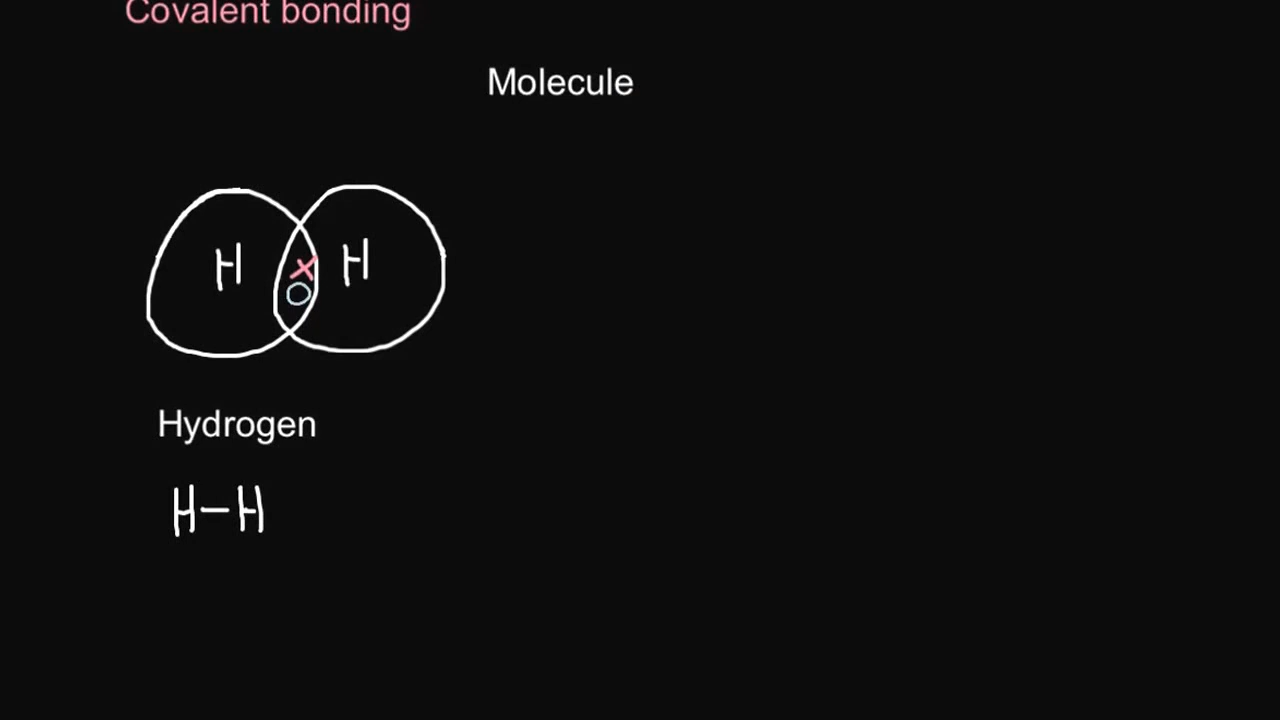 Covalent bonding
Molecule
H H
x
o
Hydrogen
H-H